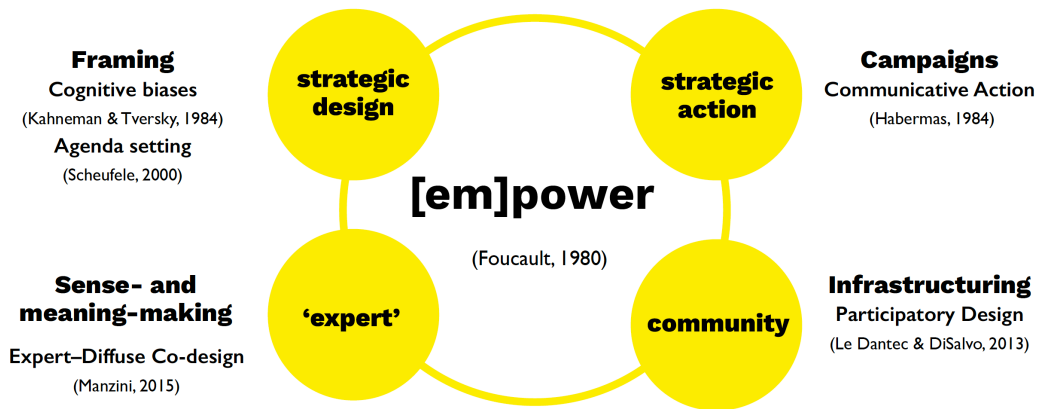 Framing
Cognitive biases
(Kahneman & Tversky, 1984)
Agenda setting
(Scheufele, 2000)
strategic
design
strategic
action
Campaigns
Communicative Action
(Habermas, 1984)
[em]power
(Foucault, 1980)
Sense- and
meaning-making
Expert–Diffuse Co-design
(Manzini, 2015)
‘expert’
community
Infrastructuring
Participatory Design
(Le Dantec & DiSalvo, 2013)